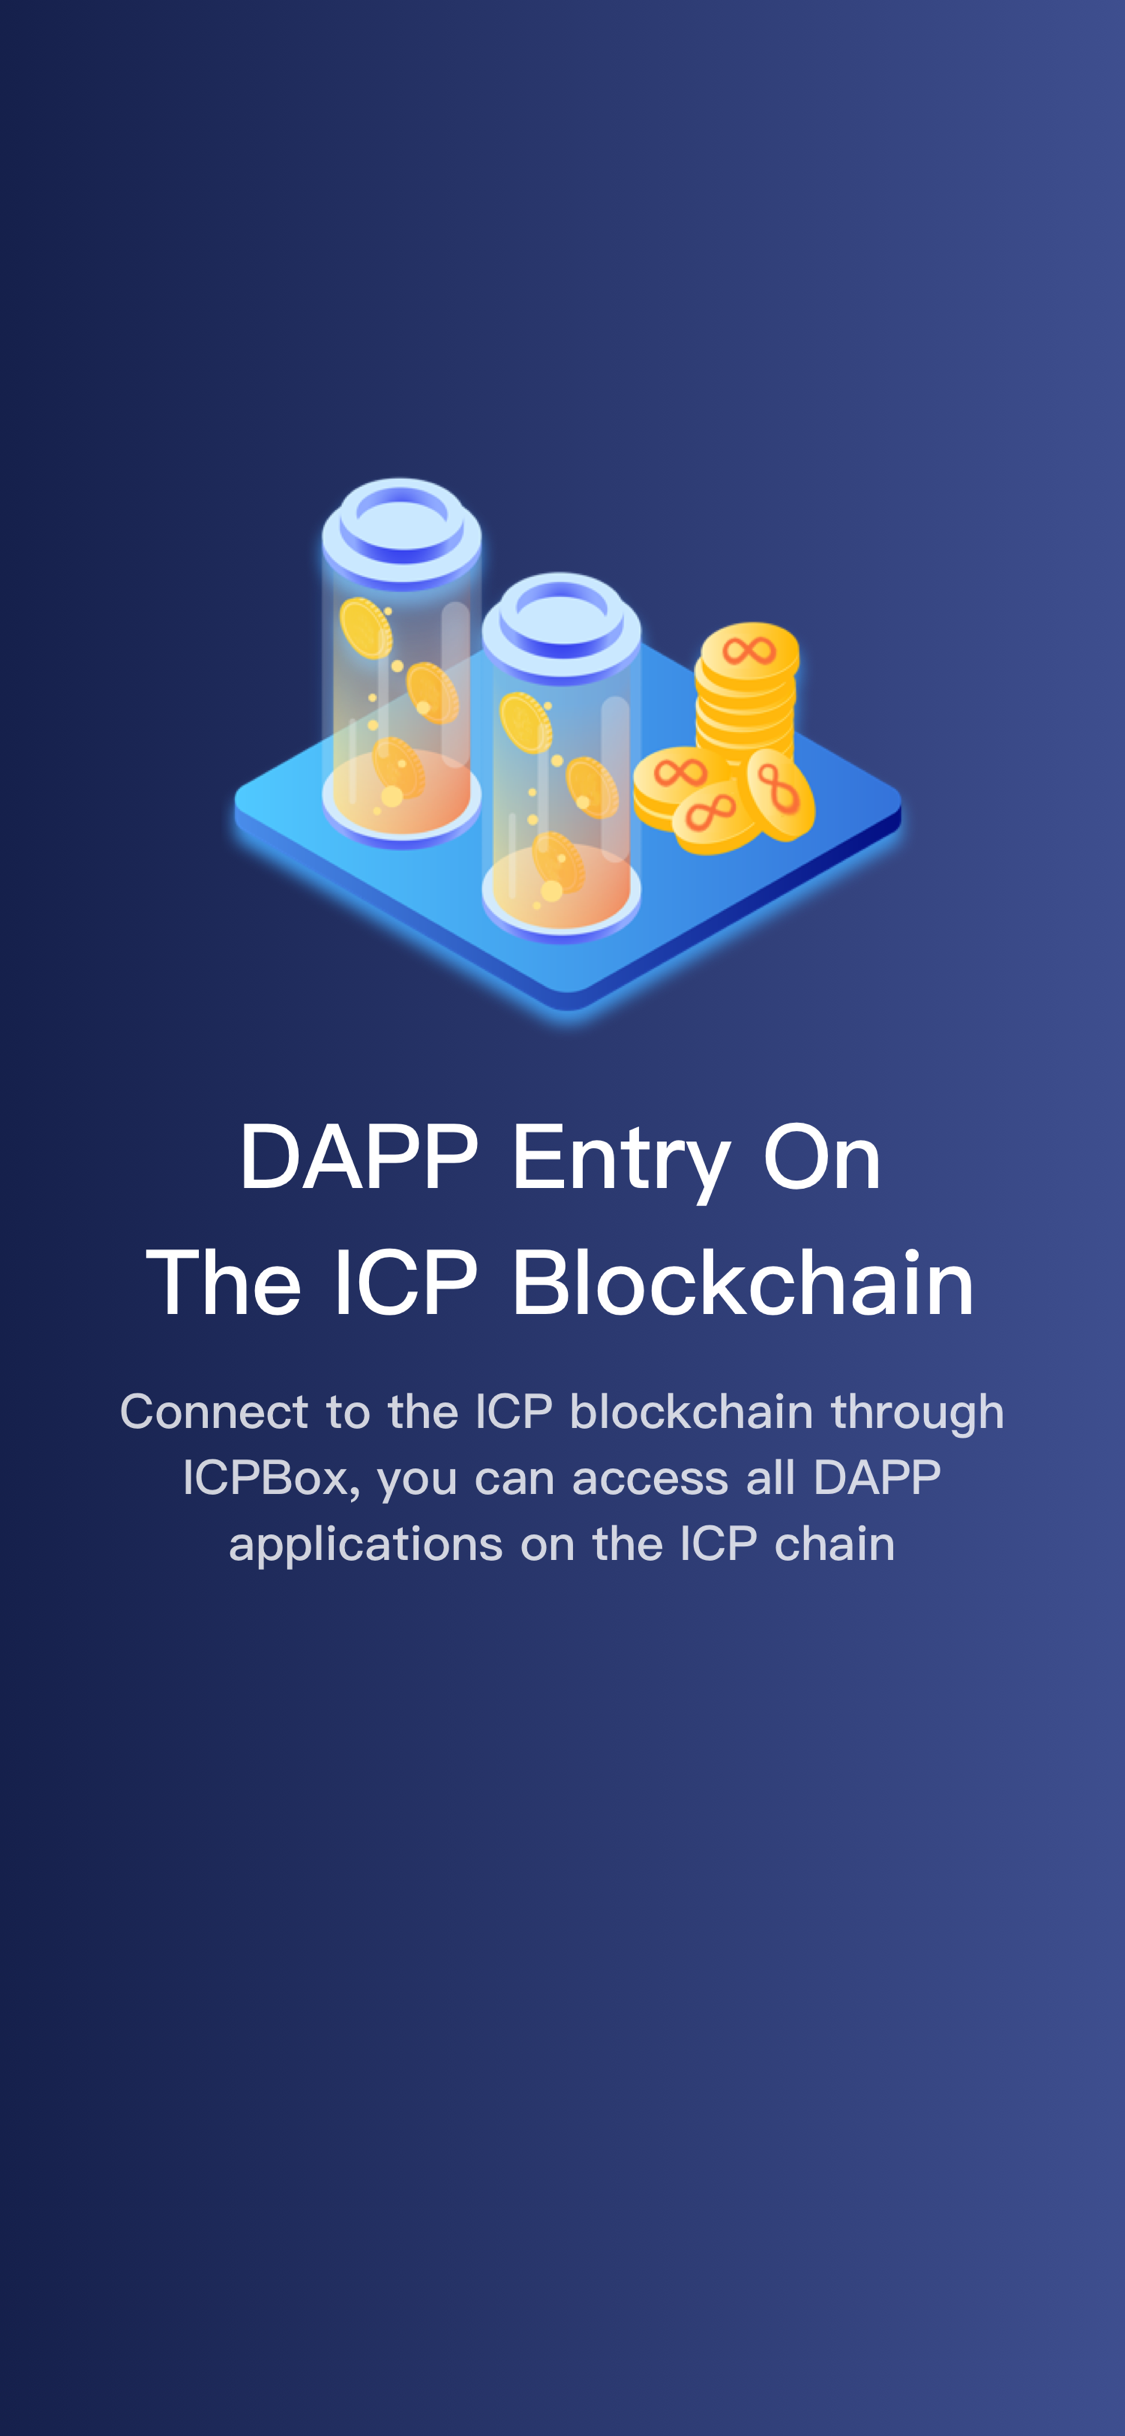 DAPP Entry On
The ICP Blockchain
Connect to the ICP blockchain through
ICPBox, you can access all DAPP
applications on the ICP chain